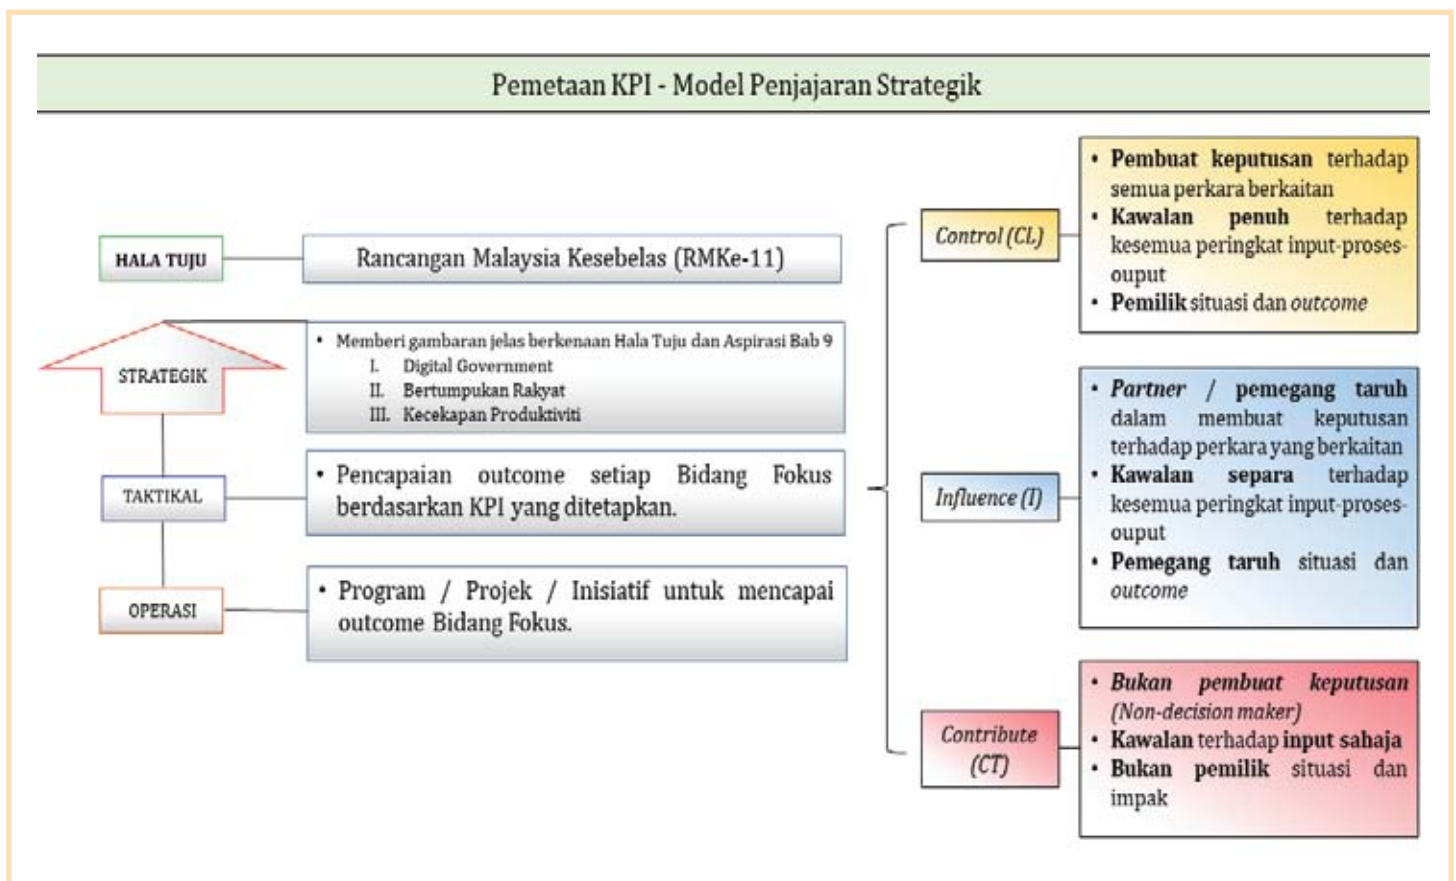 Pemetaan KPI - Model Penjajaran Strategik
HALA TUJU
Rancangan Malaysia Kesebelas (RMKe-11)
STRATEGIK
• Memberi gambaran jelas berkenaan Hala Tuju dan Aspirasi Bab 9
I. Digital Government
II. Bertumpukan Rakyat
III. Kecekapan Produktiviti
TAKTIKAL
• Pencapaian outcome setiap Bidang Fokus
berdasarkan KPI yang ditetapkan.
OPERASI
• Program / Projek / Inisiatif untuk mencapai
outcome Bidang Fokus.
Control (CL)
• Pembuat keputusan terhadap
semua perkara berkaitan
• Kawalan penuh terhadap
kesemua peringkat input-proses-
ouput
• Pemilik situasi dan outcome
Influence (I)
• Partner / pemegang taruh
dalam membuat keputusan
terhadap perkara yang berkaitan
• Kawalan separa terhadap
kesemua peringkat input-proses-
ouput
• Pemegang taruh situasi dan
outcome
Contribute
(CT)
• Bukan pembuat keputusan
(Non-decision maker)
• Kawalan terhadap input sahaja
• Bukan pemilik situasi dan
impak